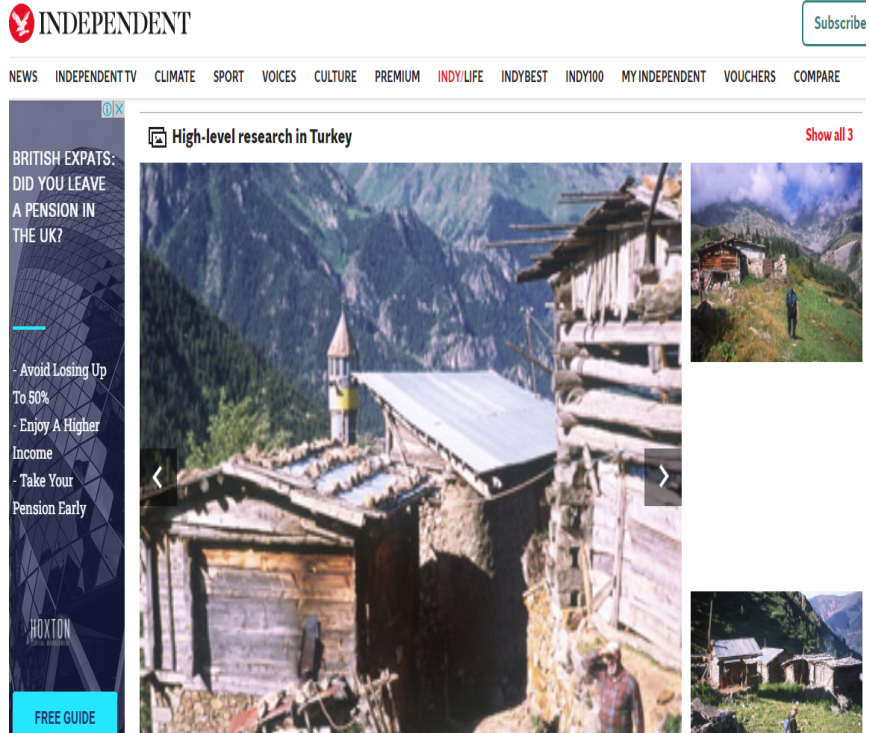 INDEPENDENT
Subscribe
NEWS INDEPENDENT TV CLIMATE SPORT VOICES CULTURE PREMIUM INDY/LIFE INDYBEST INDY100 MY INDEPENDENT VOUCHERS COMPARE
BRITISH EXPATS:
DID YOU LEAVE
A PENSION IN
THE UK?
- Avoid Losing Up
To 50%
- Enjoy A Higher
Income
- Take Your
Pension Early
HOXTON
FREE GUIDE
High-level research in Turkey
Show all 3